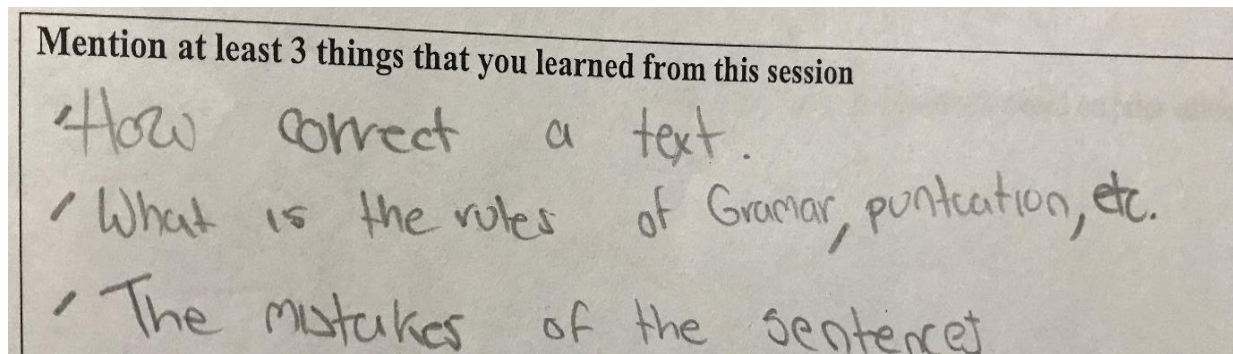 Mention at least 3 things that you learned from this session
How correct a text.
What is the rules of Gramar, puntcation, etc.
The mistakes of the sentences